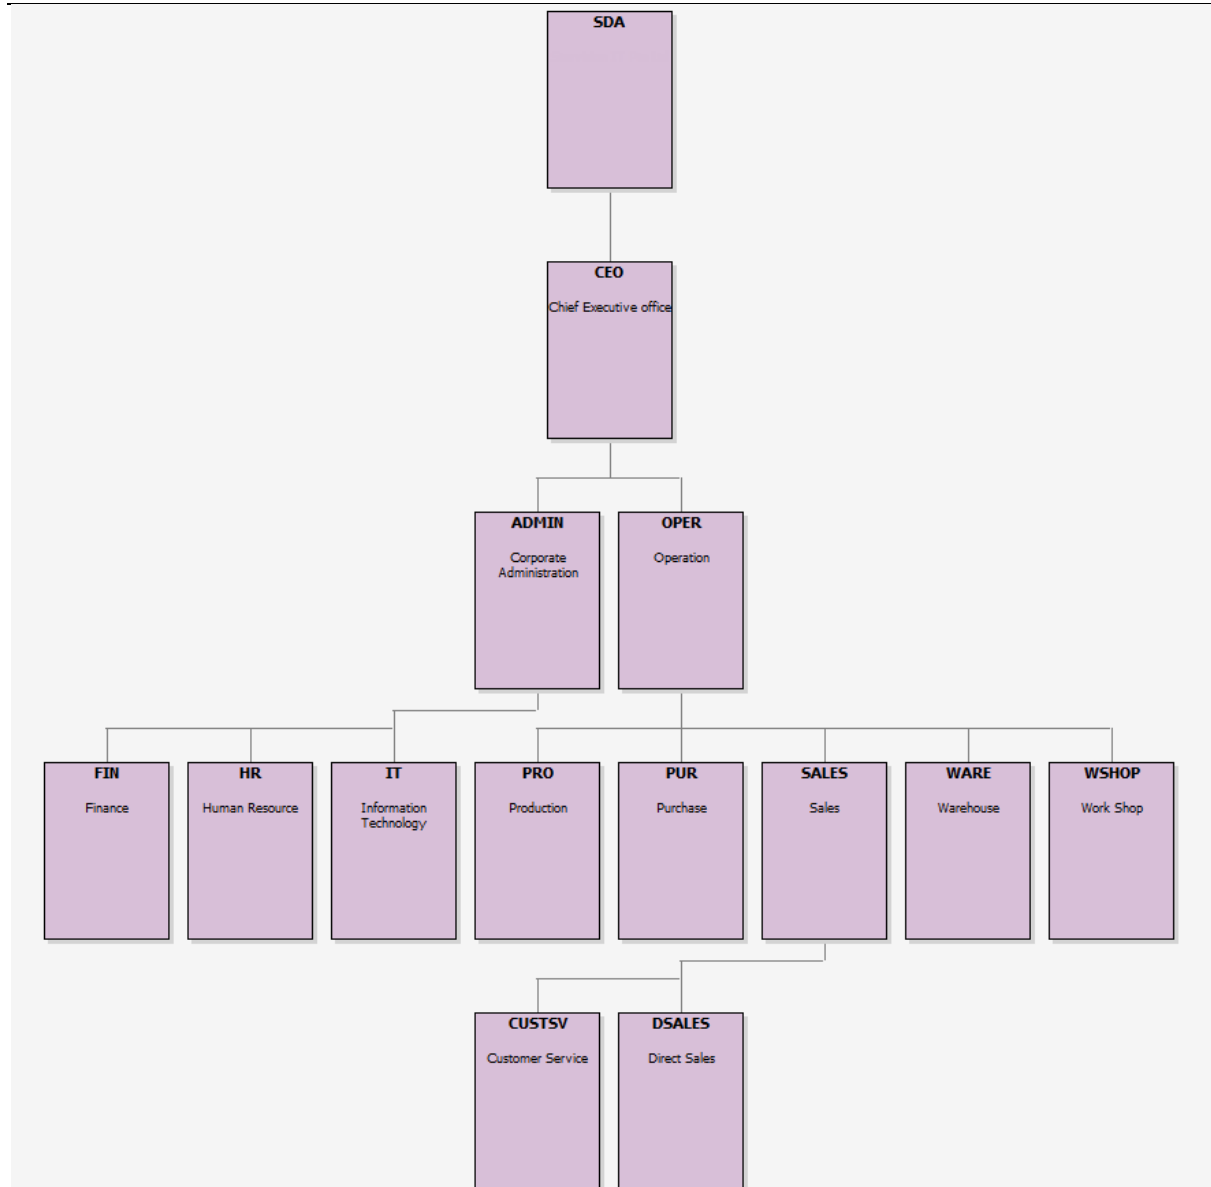 SDA
CEO
Chief Executive office
ADMIN
Corporate
Administration
OPER
Operation
FIN
Finance
HR
Human Resource
IT
Information
Technology
PRO
Production
PUR
Purchase
SALES
Sales
WARE
Warehouse
WSHOP
Work Shop
CUSTSV
Customer Service
DSALES
Direct Sales